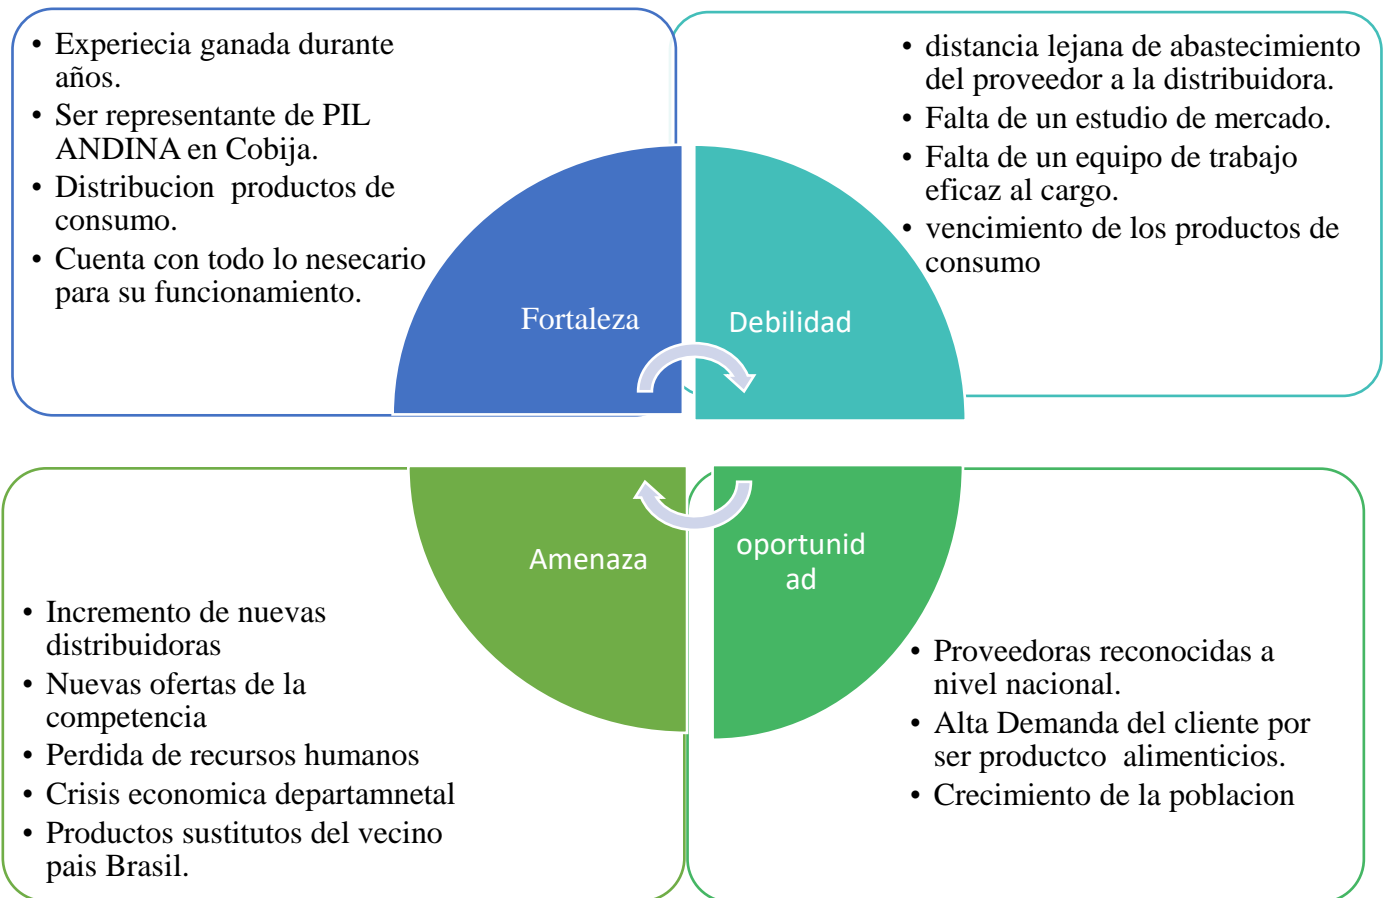 • Experiecia ganada durante
años.
• Ser representante de PIL
ANDINA en Cobija.
• Distribucion  productos de
consumo.
• Cuenta con todo lo nesecario
para su funcionamiento.
Fortaleza
• distancia lejana de abastecimiento
del proveedor a la distribuidora.
• Falta de un estudio de mercado.
• Falta de un equipo de trabajo
eficaz al cargo.
• vencimiento de los productos de
consumo
Debilidad
Amenaza
• Incremento de nuevas
distribuidoras
• Nuevas ofertas de la
competencia
• Perdida de recursos humanos
• Crisis economica departamnetal
• Productos sustitutos del vecino
pais Brasil.
oportunid
ad
• Proveedoras reconocidas a
nivel nacional.
• Alta Demanda del cliente por
ser productco  alimenticios.
• Crecimiento de la poblacion